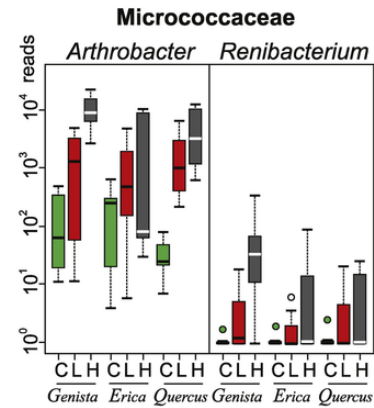 Micrococcaceae
Arthrobacter Renibacterium
reads
10⁴
10³
10²
10¹
10⁰
C L H C L H C L H C L H C L H C L H
Genista Erica Quercus Genista Erica Quercus